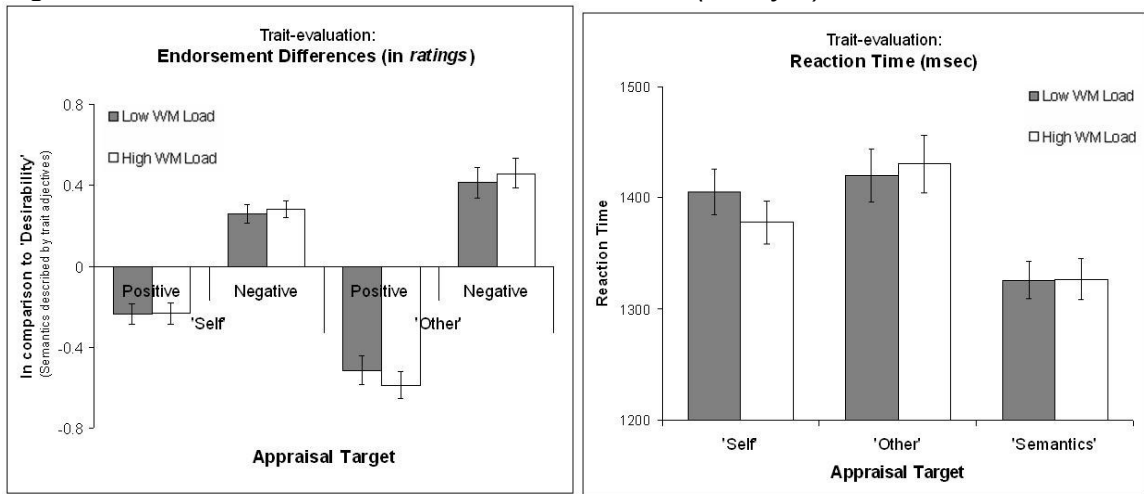 Trait-evaluation:
Endorsement Differences (in ratings)
Low WM Load
High WM Load
In comparison to 'Desirability'
(Semantics described by trait adjectives)
0.8
0.4
0
-0.4
-0.8
Positive Negative Positive Negative
'Self' 'Other'
Appraisal Target
Trait-evaluation:
Reaction Time (msec)
Low WM Load
High WM Load
Reaction Time
1500
1400
1300
1200
'Self' 'Other' 'Semantics'
Appraisal Target